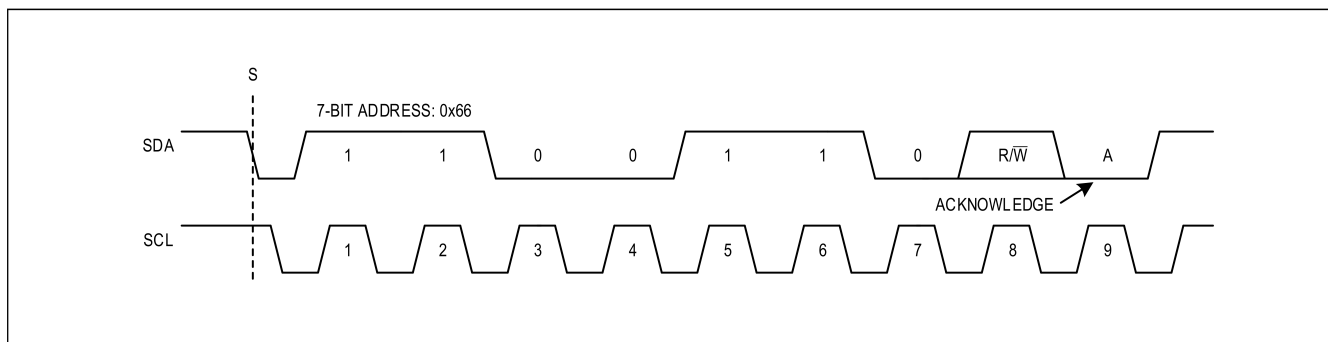 S
7-BIT ADDRESS: 0x66
SDA 1 1 0 0 1 1 0 R/W̅ A
ACKNOWLEDGE
SCL 1 2 3 4 5 6 7 8 9